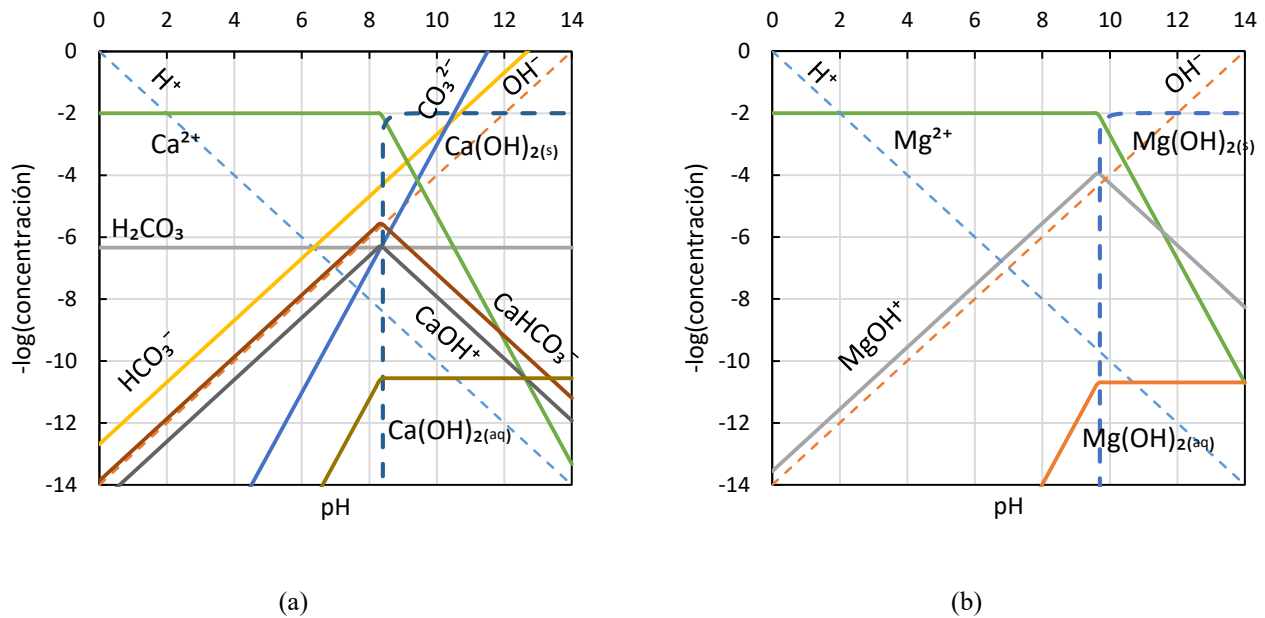 0 2 4 6 8 10 12 14
0
-2
-4
-6
-8
-10
-12
-14
-log(concentración)
pH
H⁺
Ca²⁺
H₂CO₃
HCO₃⁻
CO₃²⁻
OH⁻
Ca(OH)₂₍s₎
CaOH⁺
CaHCO₃⁻
Ca(OH)₂₍aq₎
(a)
0 2 4 6 8 10 12 14
0
-2
-4
-6
-8
-10
-12
-14
-log(concentración)
pH
H⁺
Mg²⁺
OH⁻
Mg(OH)₂₍s₎
MgOH⁺
Mg(OH)₂₍aq₎
(b)